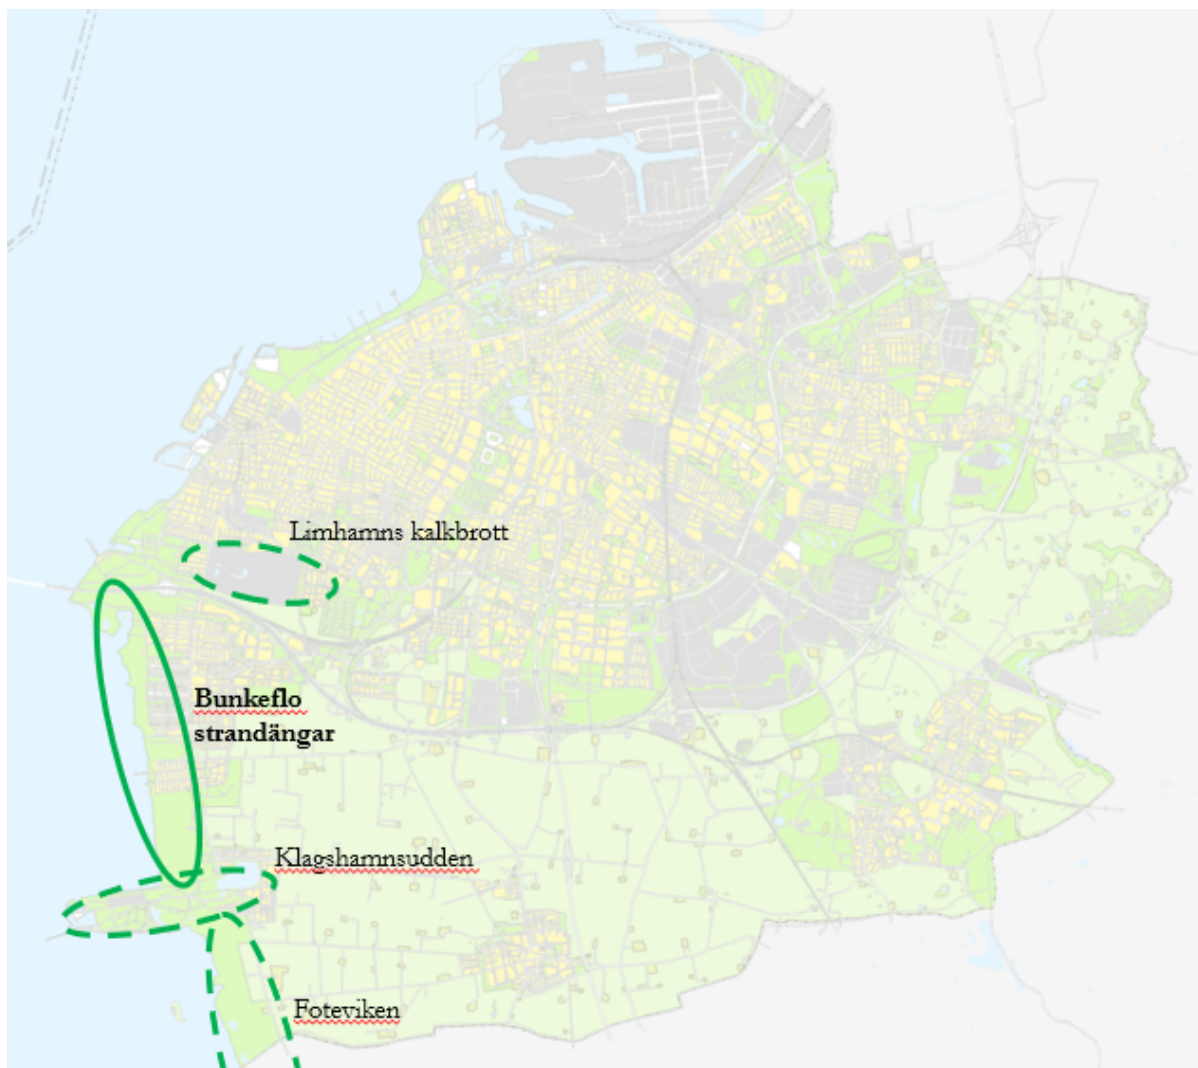 Limhamns kalkbrott
Bunkeflo
strandängar
Klagshamnsudden
Foteviken